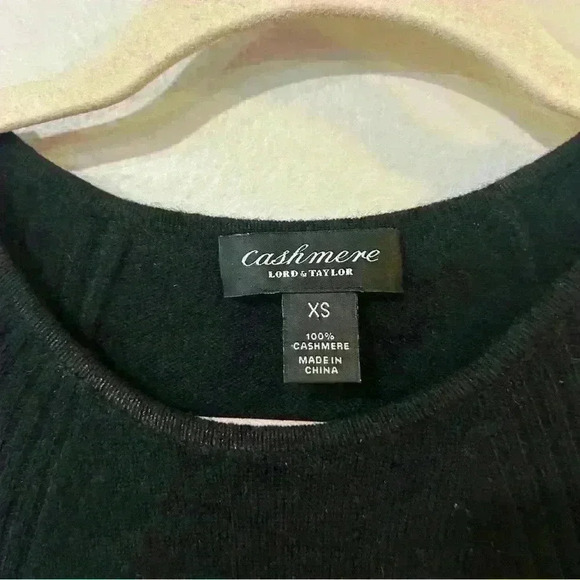 Cashmere
LORD & TAYLOR
XS
100%
CASHMERE
MADE IN
CHINA